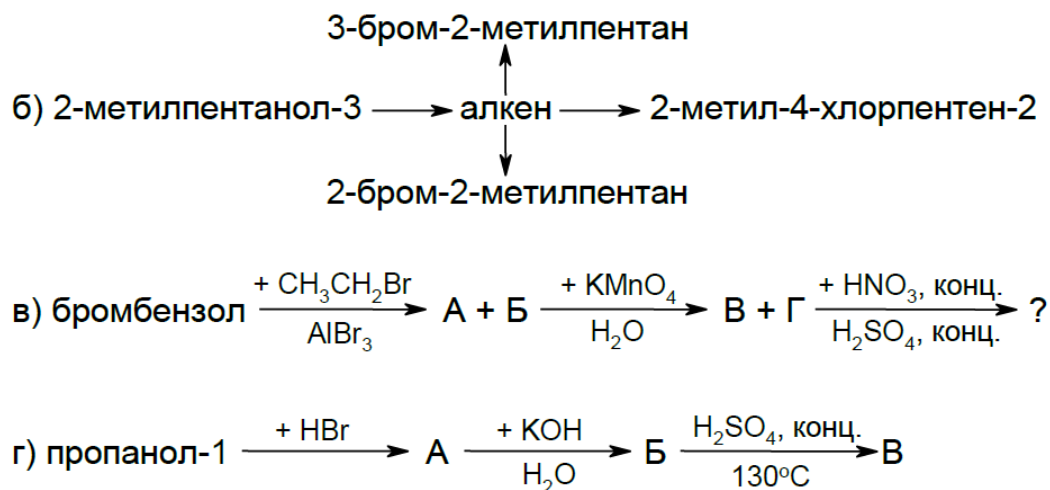 3-бром-2-метилпентан
б) 2-метилпентанол-3 → алкен → 2-метил-4-хлорпентен-2
2-бром-2-метилпентан
+ CH₃CH₂Br + KMnO₄ + HNO₃, конц.
в) бромбензол → А + Б → В + Г → ?
AlBr₃ H₂O H₂SO₄, конц.
+ HBr + KOH H₂SO₄, конц.
г) пропанол-1 → А → Б → В
H₂O 130°C